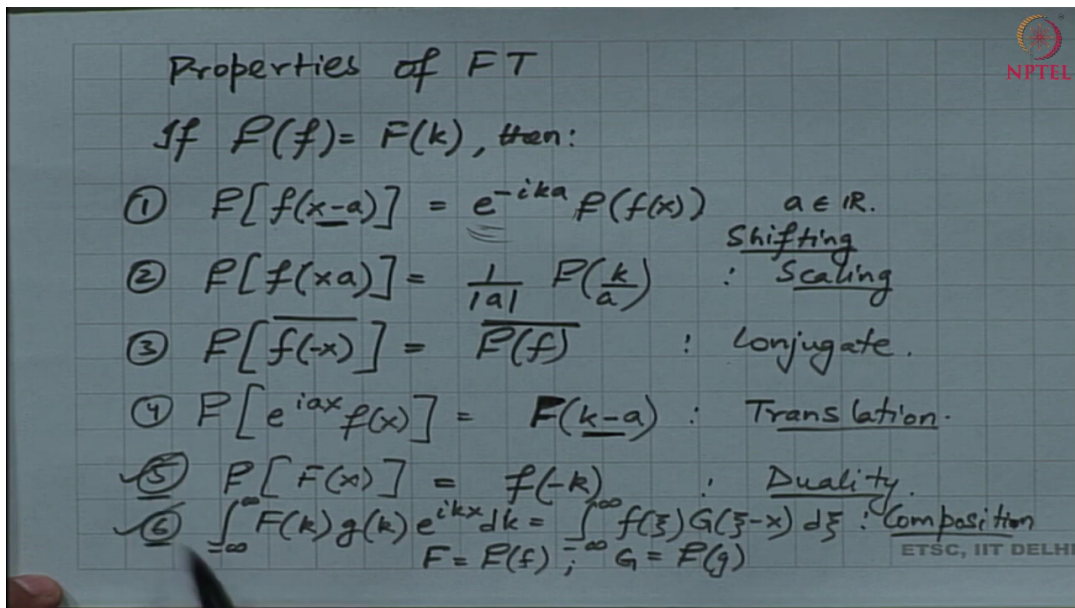 NPTEL
Properties of FT
If F(f) = F(k), then:
① F[f(x-a)] = e^{-ika} F(f(x)) a ∈ ℝ.
Shifting
② F[f(xa)] = 1/|a| F(k/a) : Scaling
③ F[\overline{f(-x)}] = \overline{F(f)} : Conjugate.
④ F[e^{iax} f(x)] = F(k-a) : Translation.
⑤ F[F(x)] = f(-k) : Duality.
⑥ ∫_{-∞}^{∞} F(k) g(k) e^{ikx} dk = ∫_{-∞}^{∞} f(ξ) G(ξ-x) dξ : Composition
F = F(f) ; G = F(g)
ETSC, IIT DELHI